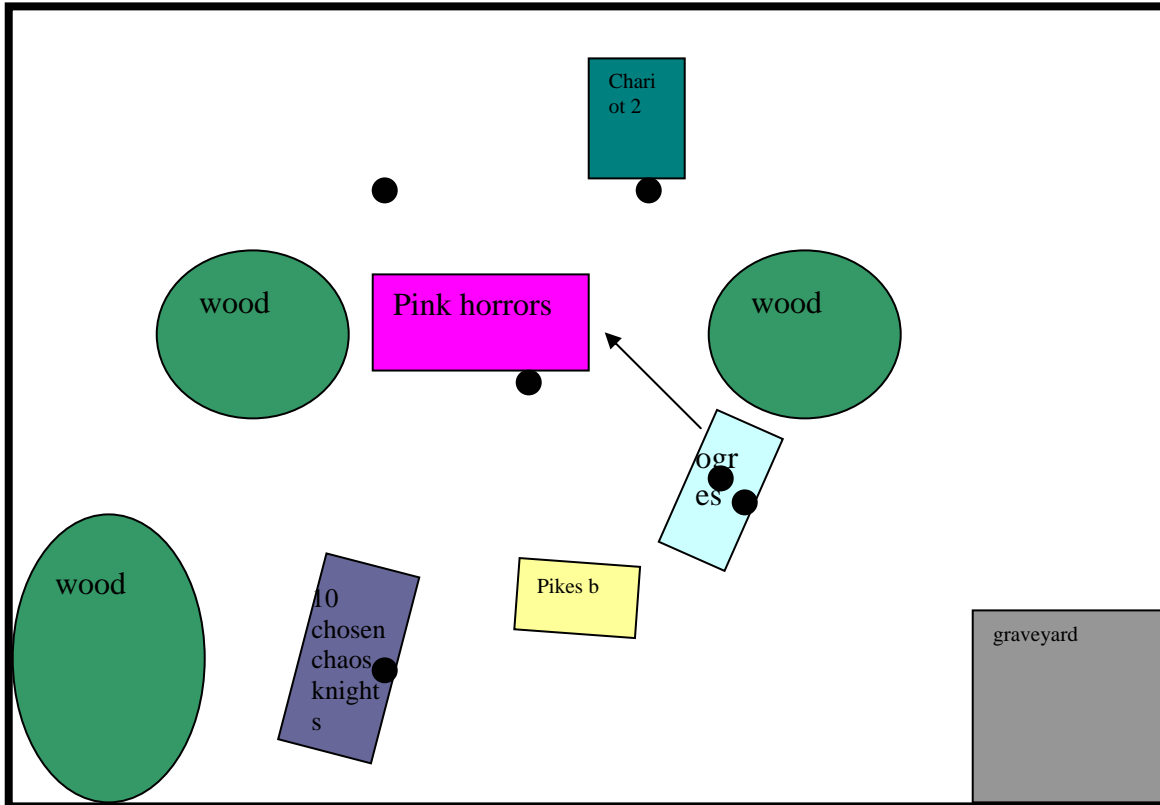 Chari
ot 2
wood
Pink horrors
wood
ogr
es
wood
10
chosen
chaos
knight
s
Pikes b
graveyard